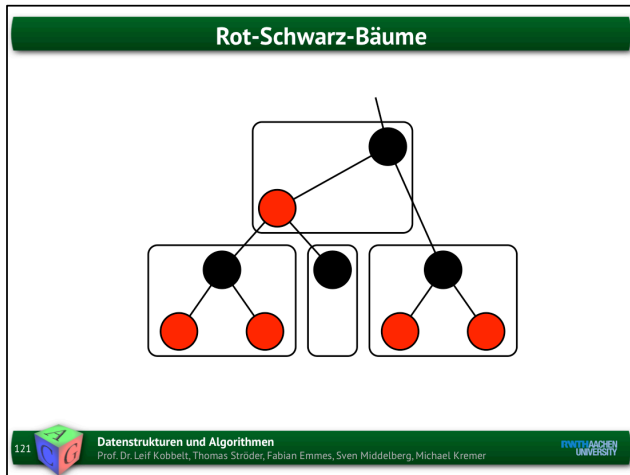 Rot-Schwarz-Bäume
121
A
C
G
Datenstrukturen und Algorithmen
Prof. Dr. Leif Kobbelt, Thomas Ströder, Fabian Emmes, Sven Middelberg, Michael Kremer
RWTHAACHEN
UNIVERSITY